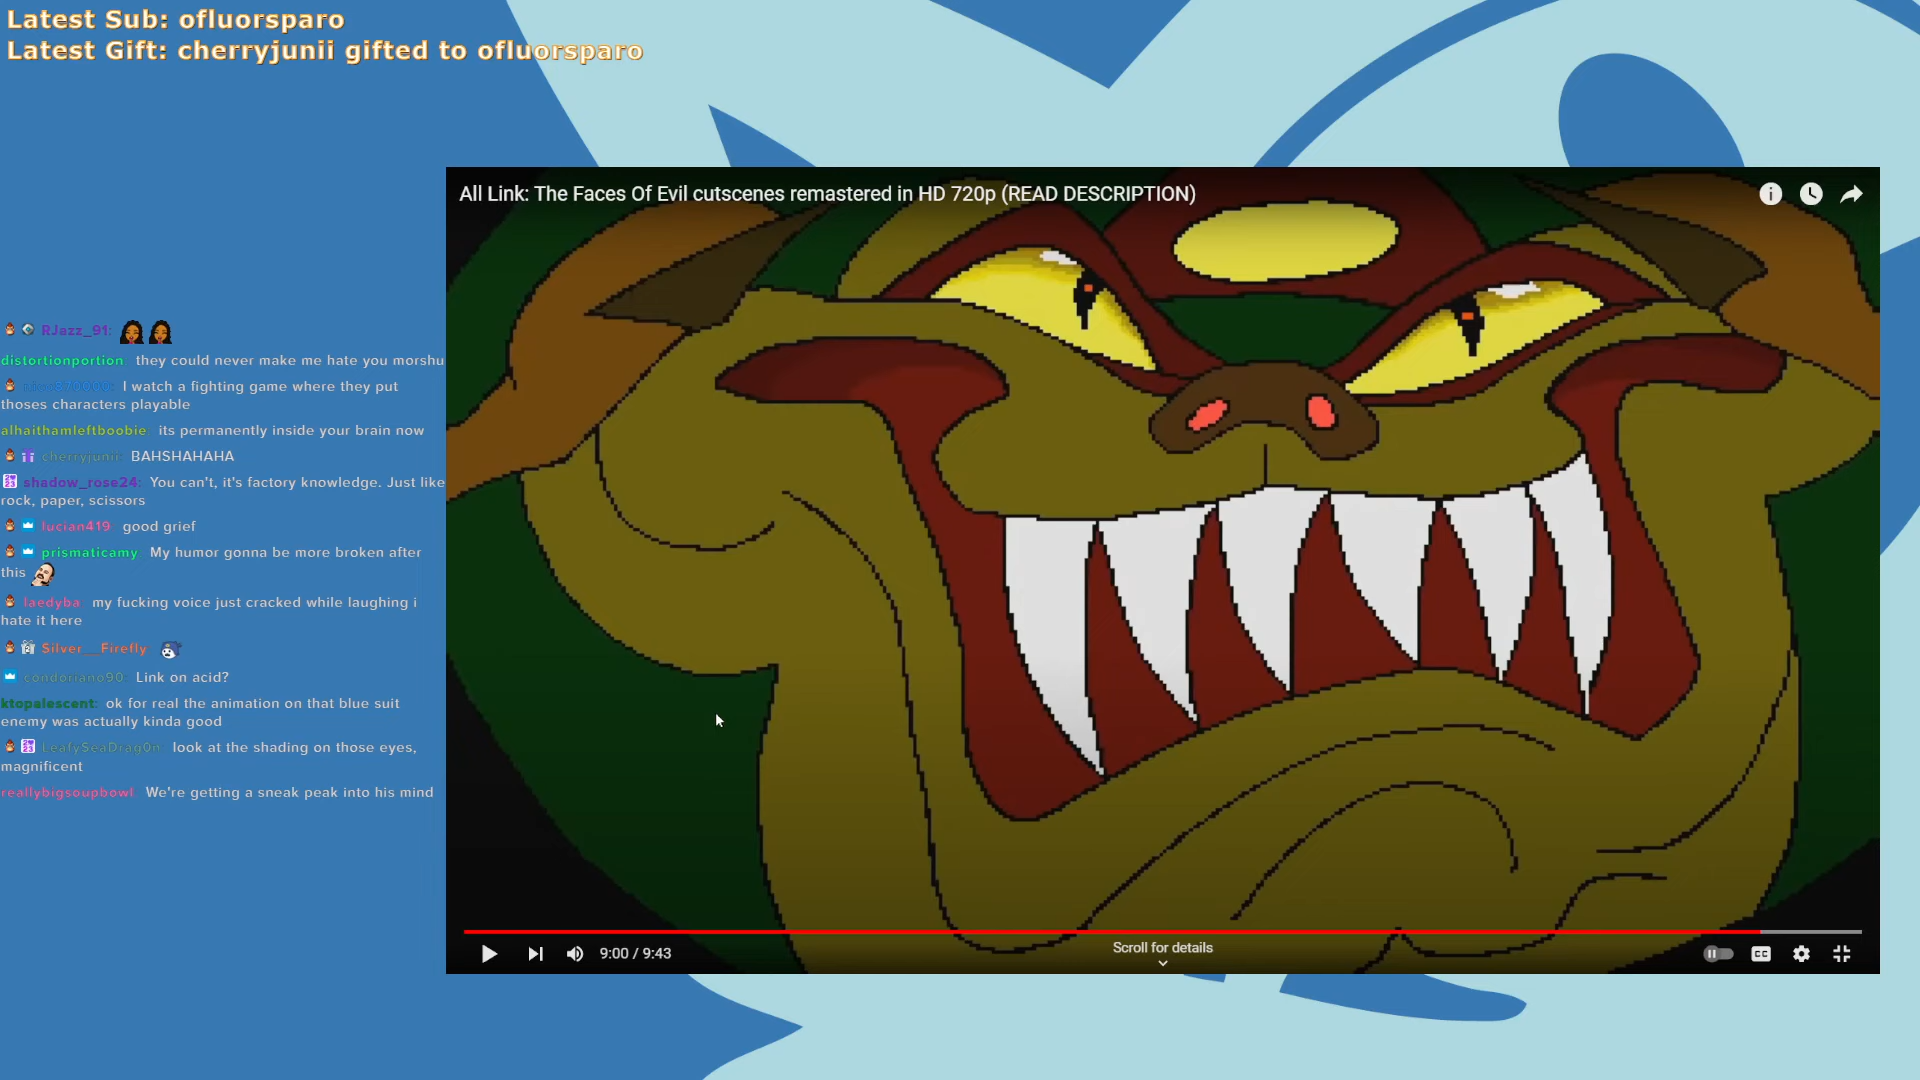 Latest Sub: ofluorsparo
Latest Gift: cherryjunii gifted to ofluorsparo
All Link: The Faces Of Evil cutscenes remastered in HD 720p (READ DESCRIPTION)
RJazz_91:
distortionportion: they could never make me hate you morshu
I watch a fighting game where they put
thoses characters playable
alhaithamleftboobie: its permanently inside your brain now
cherryjunii: BAHSHAHAHA
shadow_rose24: You can't, it's factory knowledge. Just like
rock, paper, scissors
lucian419 good grief
prismaticamy My humor gonna be more broken after
this
laedyba my fucking voice just cracked while laughing i
hate it here
Silver__Firefly
condoriano90: Link on acid?
ktopalescent: ok for real the animation on that blue suit
enemy was actually kinda good
LeafySeaDrag0n look at the shading on those eyes,
magnificent
reallybigsoupbowl We're getting a sneak peak into his mind
9:00 / 9:43
Scroll for details
CC